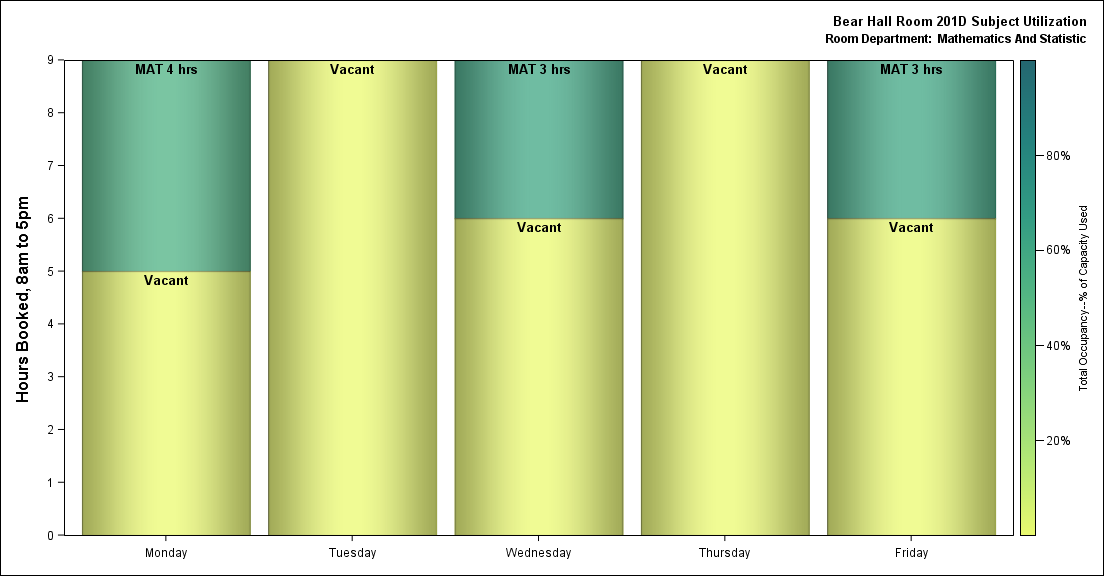 Bear Hall Room 201D Subject Utilization
Room Department: Mathematics And Statistic
Hours Booked, 8am to 5pm
9
8
7
6
5
4
3
2
1
0
MAT 4 hrs
Vacant
Vacant
MAT 3 hrs
Vacant
Vacant
MAT 3 hrs
Vacant
Monday
Tuesday
Wednesday
Thursday
Friday
80%
60%
40%
20%
Total Occupancy--% of Capacity Used